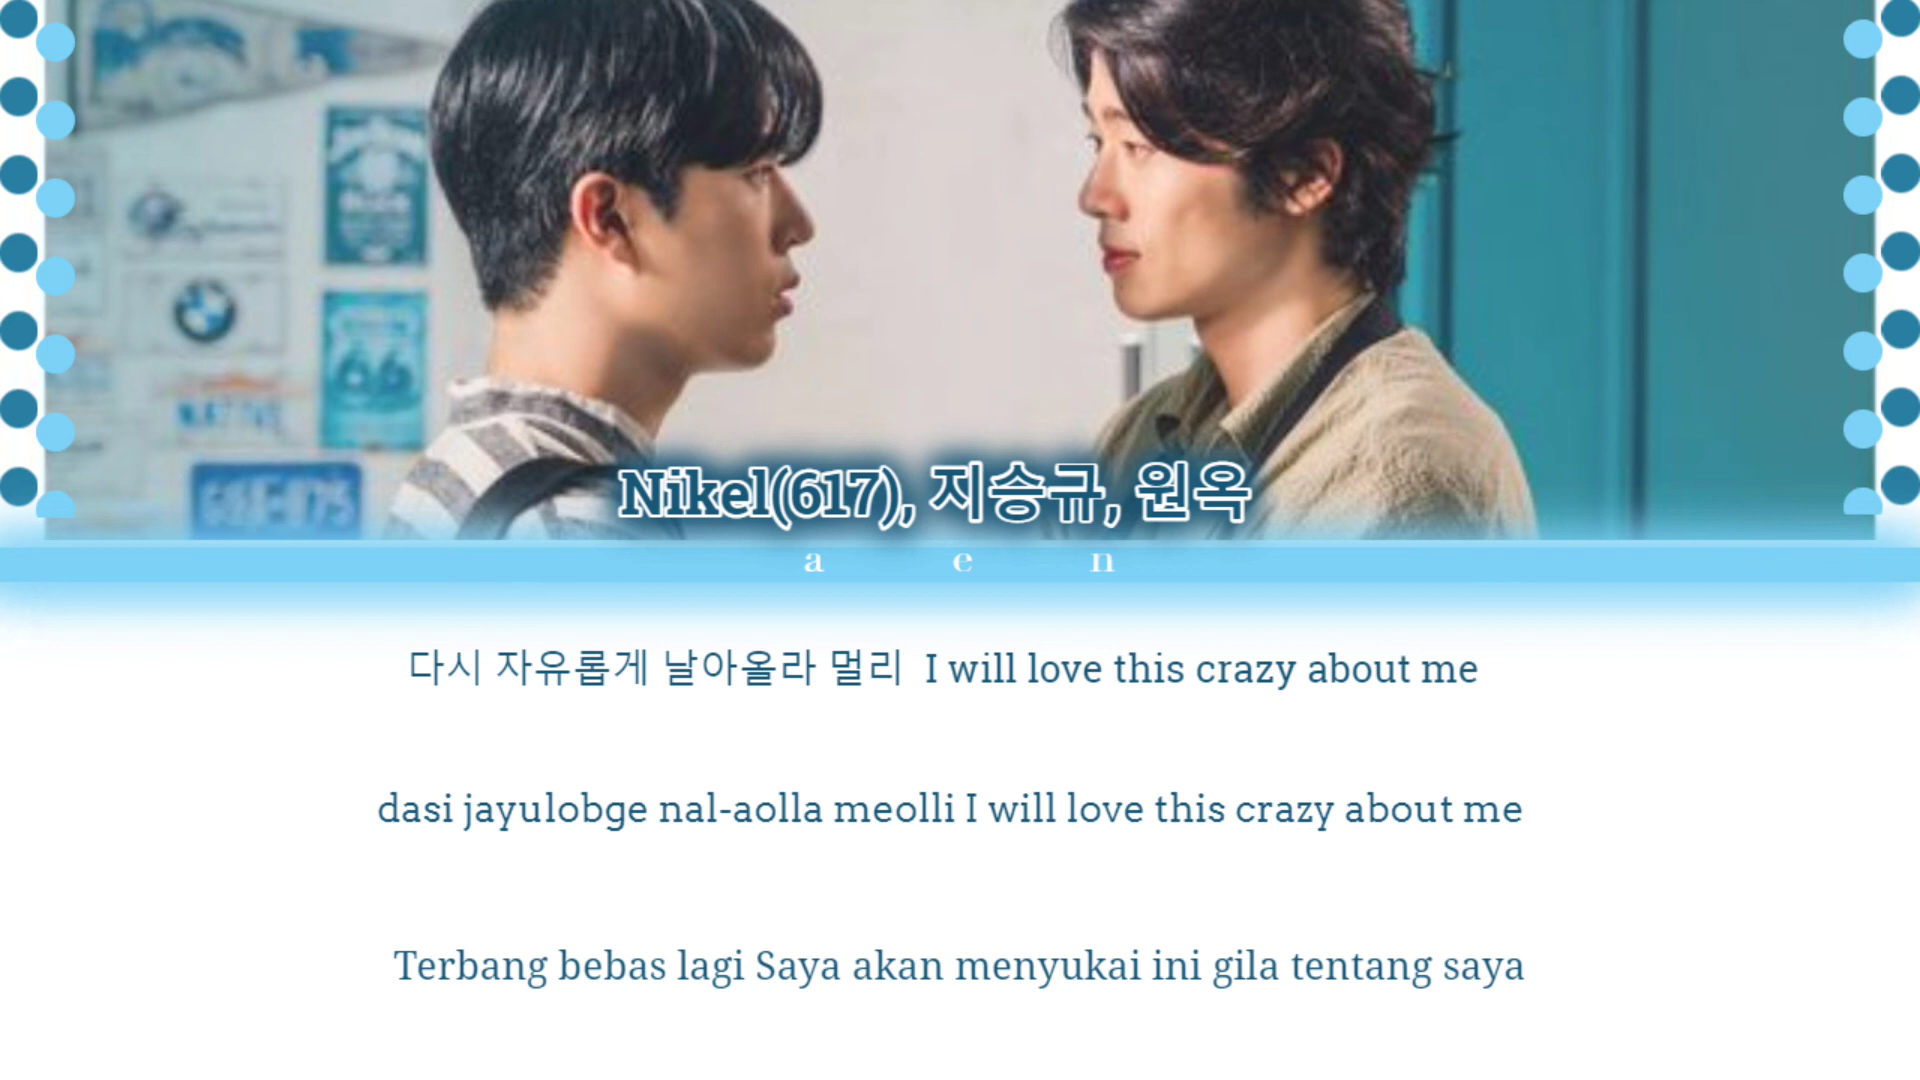 66
NATIVE
Nikel(617), 지승규, 원옥
a e n
다시 자유롭게 날아올라 멀리 I will love this crazy about me
dasi jayulobge nal-aolla meolli I will love this crazy about me
Terbang bebas lagi Saya akan menyukai ini gila tentang saya